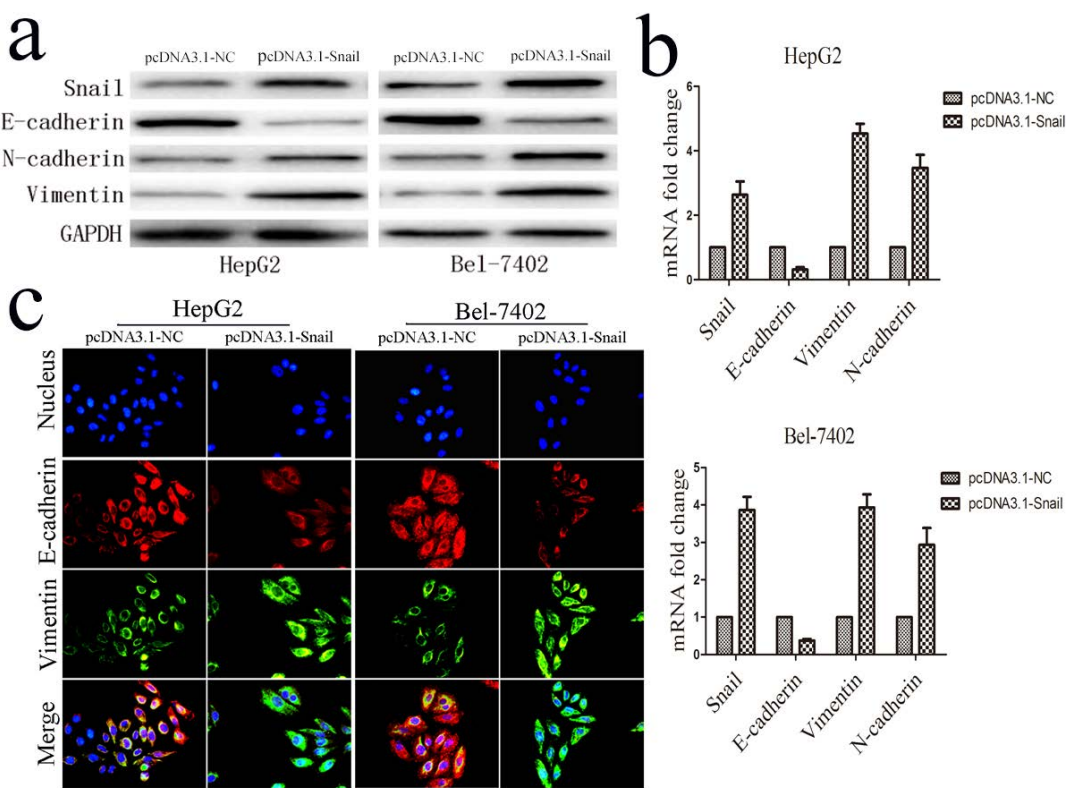 a
pcDNA3.1-NC pcDNA3.1-Snail pcDNA3.1-NC pcDNA3.1-Snail
Snail
E-cadherin
N-cadherin
Vimentin
GAPDH
HepG2 Bel-7402
b
HepG2
pcDNA3.1-NC
pcDNA3.1-Snail
mRNA fold change
6
4
2
0
Snail
E-cadherin
Vimentin
N-cadherin
Bel-7402
pcDNA3.1-NC
pcDNA3.1-Snail
mRNA fold change
5
4
3
2
1
0
Snail
E-cadherin
Vimentin
N-cadherin
c
HepG2 Bel-7402
pcDNA3.1-NC pcDNA3.1-Snail pcDNA3.1-NC pcDNA3.1-Snail
Nucleus
E-cadherin
Vimentin
Merge